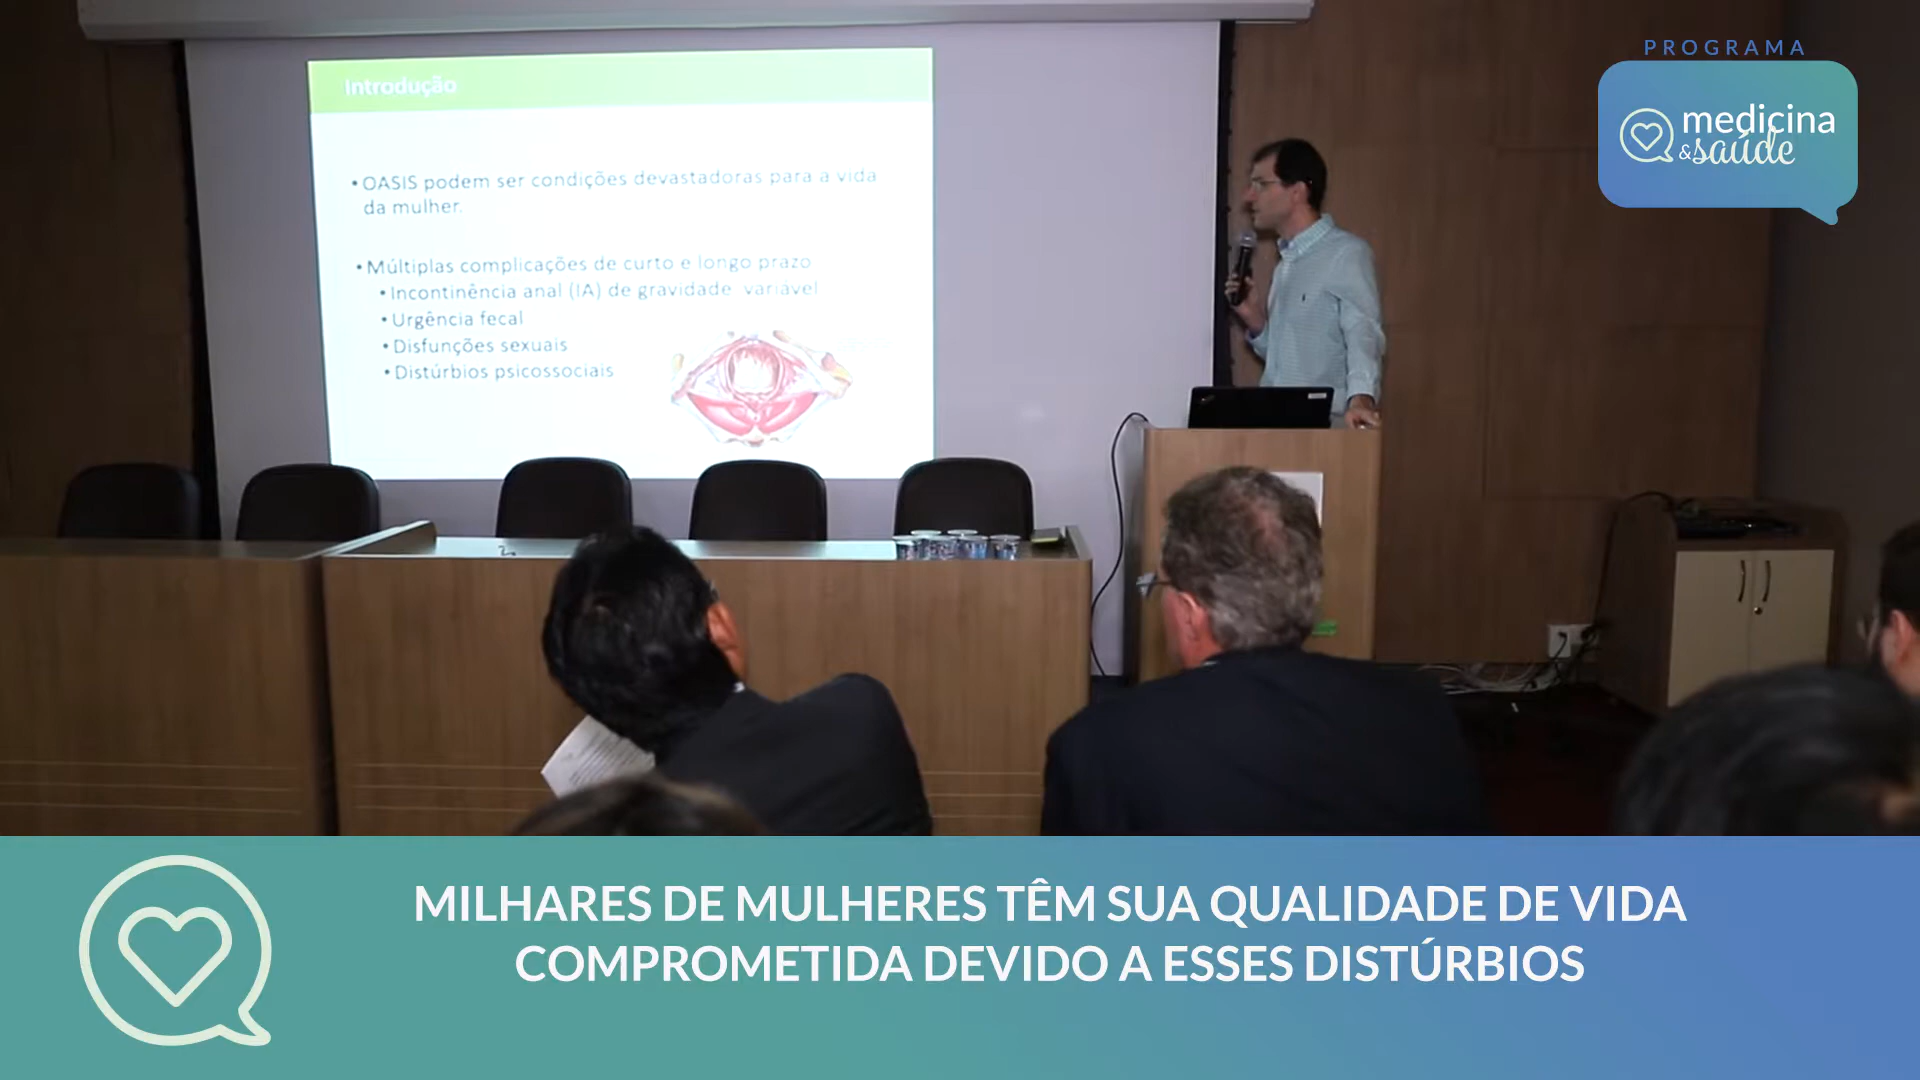 PROGRAMA
medicina
&saúde
Introdução
• OASIS podem ser condições devastadoras para a vida
da mulher.
• Múltiplas complicações de curto e longo prazo
• Incontinência anal (IA) de gravidade variável
• Urgência fecal
• Disfunções sexuais
• Distúrbios psicossociais
MILHARES DE MULHERES TÊM SUA QUALIDADE DE VIDA
COMPROMETIDA DEVIDO A ESSES DISTÚRBIOS